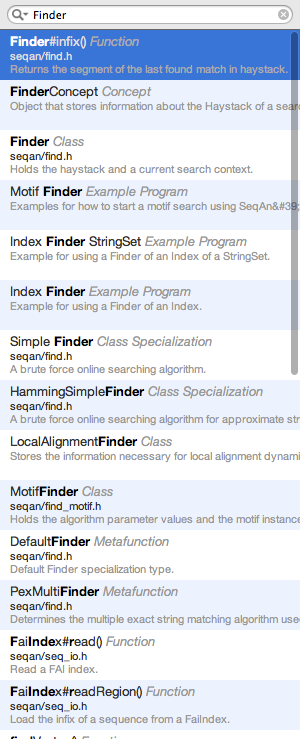 Finder
Finder#infix() Function
seqan/find.h
Returns the segment of the last found match in haystack.
FinderConcept Concept
Object that stores information about the Haystack of a sear
Finder Class
seqan/find.h
Holds the haystack and a current search context.
Motif Finder Example Program
Examples for how to start a motif search using SeqAn&#39;
Index Finder StringSet Example Program
Example for using a Finder of an Index of a StringSet.
Index Finder Example Program
Example for using a Finder of an Index.
Simple Finder Class Specialization
seqan/find.h
A brute force online searching algorithm.
HammingSimpleFinder Class Specialization
seqan/find.h
A brute force online searching algorithm for approximate str
LocalAlignmentFinder Class
Stores the information necessary for local alignment dynami
MotifFinder Class
seqan/find_motif.h
Holds the algorithm parameter values and the motif instance
DefaultFinder Metafunction
seqan/find.h
Default Finder specialization type.
PexMultiFinder Metafunction
seqan/find.h
Determines the multiple exact string matching algorithm use
FaiIndex#read() Function
seqan/seq_io.h
Read a FAI index.
FaiIndex#readRegion() Function
seqan/seq_io.h
Load the infix of a sequence from a FaiIndex.